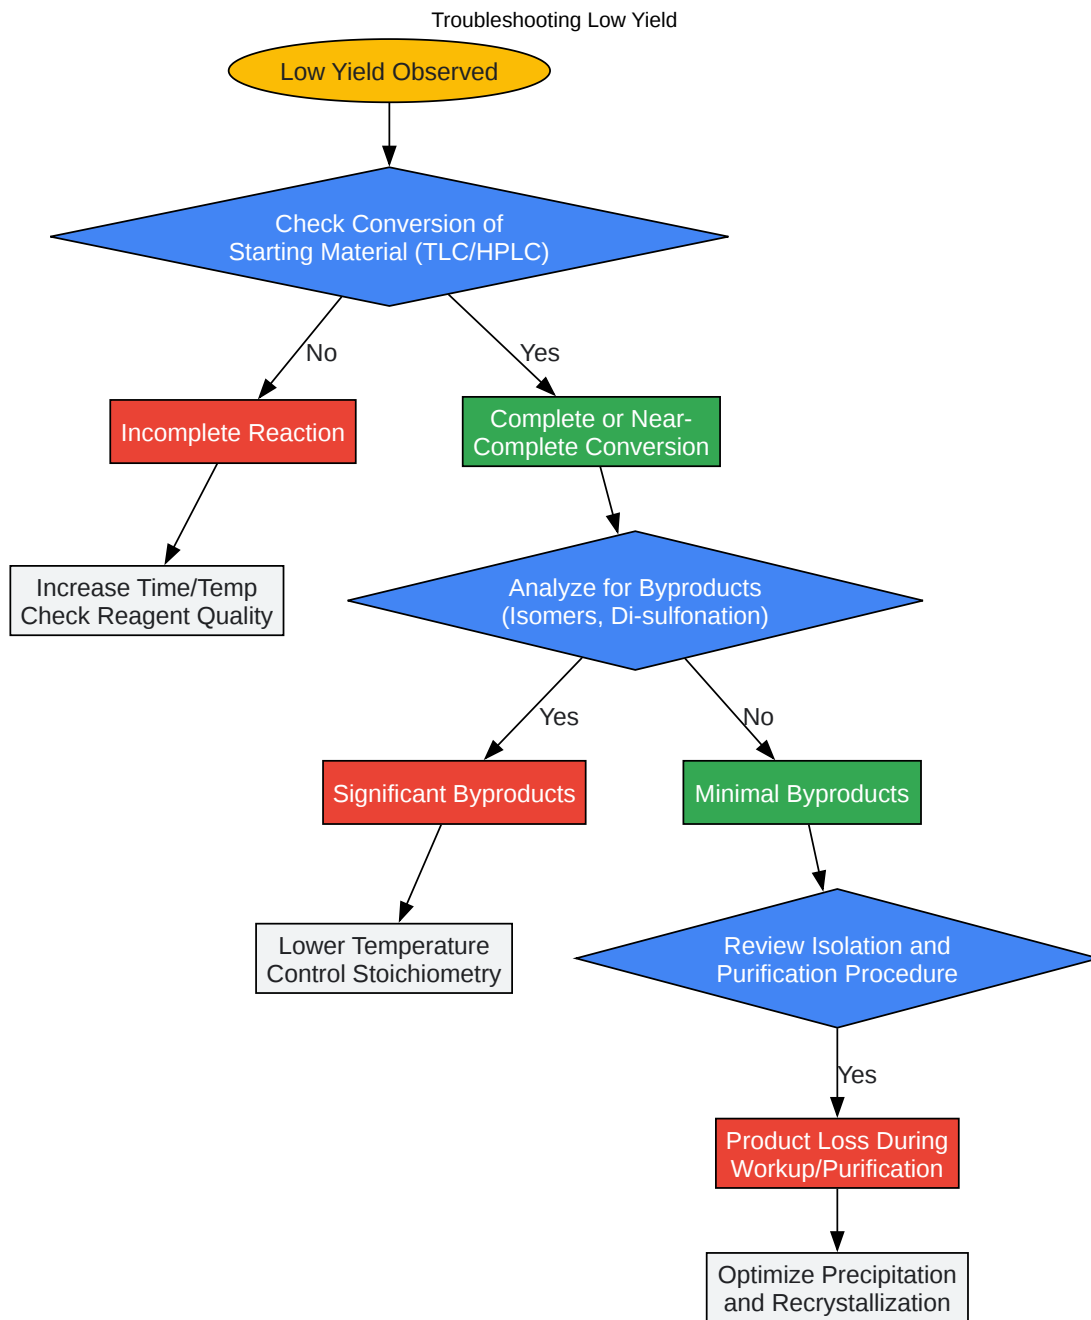 Troubleshooting Low Yield
Low Yield Observed
Check Conversion of
Starting Material (TLC/HPLC)
No
Yes
Incomplete Reaction
Complete or Near-
Complete Conversion
Increase Time/Temp
Check Reagent Quality
Analyze for Byproducts
(Isomers, Di-sulfonation)
Yes
No
Significant Byproducts
Minimal Byproducts
Lower Temperature
Control Stoichiometry
Review Isolation and
Purification Procedure
Yes
Product Loss During
Workup/Purification
Optimize Precipitation
and Recrystallization